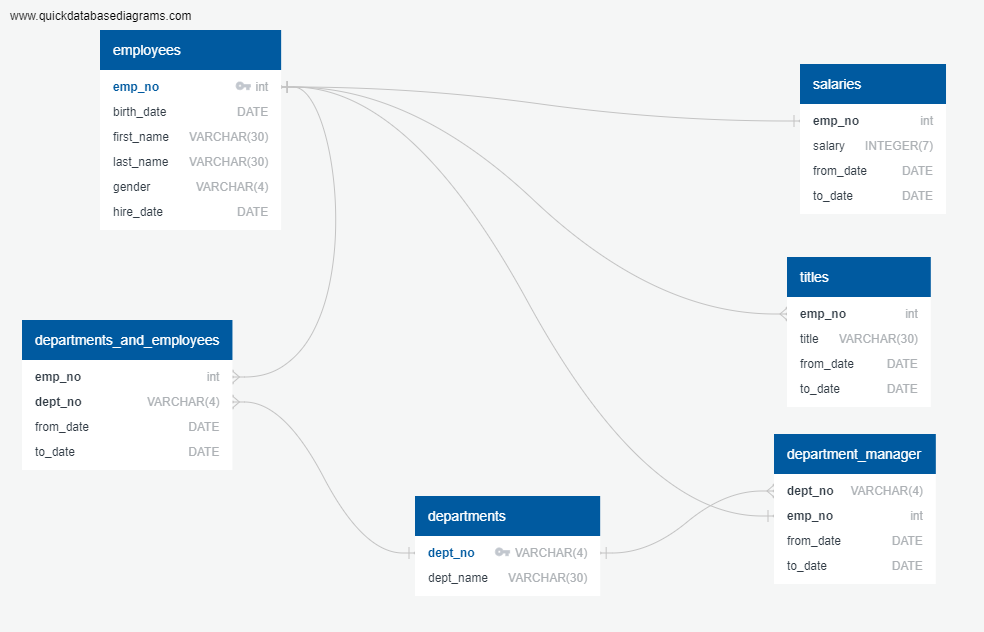 www.quickdatabasediagrams.com
employees
emp_no int
birth_date DATE
first_name VARCHAR(30)
last_name VARCHAR(30)
gender VARCHAR(4)
hire_date DATE
salaries
emp_no int
salary INTEGER(7)
from_date DATE
to_date DATE
titles
emp_no int
title VARCHAR(30)
from_date DATE
to_date DATE
departments_and_employees
emp_no int
dept_no VARCHAR(4)
from_date DATE
to_date DATE
department_manager
dept_no VARCHAR(4)
emp_no int
from_date DATE
to_date DATE
departments
dept_no VARCHAR(4)
dept_name VARCHAR(30)